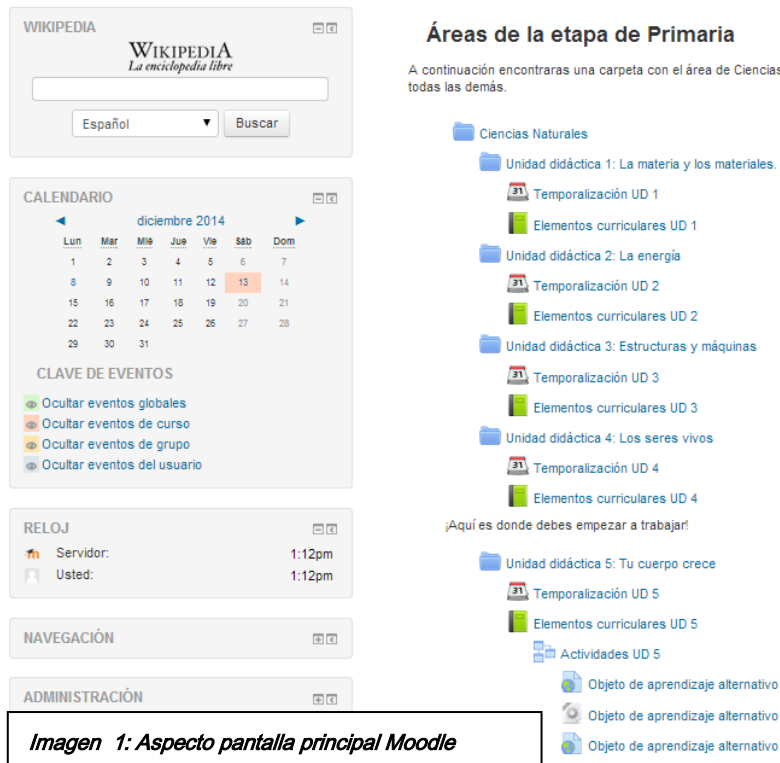 WIKIPEDIA
WIKIPEDIA
La enciclopedia libre
Español ▼ Buscar
CALENDARIO
◄ diciembre 2014 ►
Lun Mar Mié Jue Vie Sáb Dom
1 2 3 4 5 6 7
8 9 10 11 12 13 14
15 16 17 18 19 20 21
22 23 24 25 26 27 28
29 30 31
CLAVE DE EVENTOS
Ocultar eventos globales
Ocultar eventos de curso
Ocultar eventos de grupo
Ocultar eventos del usuario
RELOJ
Servidor: 1:12pm
Usted: 1:12pm
NAVEGACIÓN
ADMINISTRACIÓN
Imagen 1: Aspecto pantalla principal Moodle
Áreas de la etapa de Primaria
A continuación encontraras una carpeta con el área de Ciencias
todas las demás.
Ciencias Naturales
Unidad didáctica 1: La materia y los materiales.
31 Temporalización UD 1
Elementos curriculares UD 1
Unidad didáctica 2: La energía
31 Temporalización UD 2
Elementos curriculares UD 2
Unidad didáctica 3: Estructuras y máquinas
31 Temporalización UD 3
Elementos curriculares UD 3
Unidad didáctica 4: Los seres vivos
31 Temporalización UD 4
Elementos curriculares UD 4
¡Aquí es donde debes empezar a trabajar!
Unidad didáctica 5: Tu cuerpo crece
31 Temporalización UD 5
Elementos curriculares UD 5
Actividades UD 5
Objeto de aprendizaje alternativo
Objeto de aprendizaje alternativo
Objeto de aprendizaje alternativo